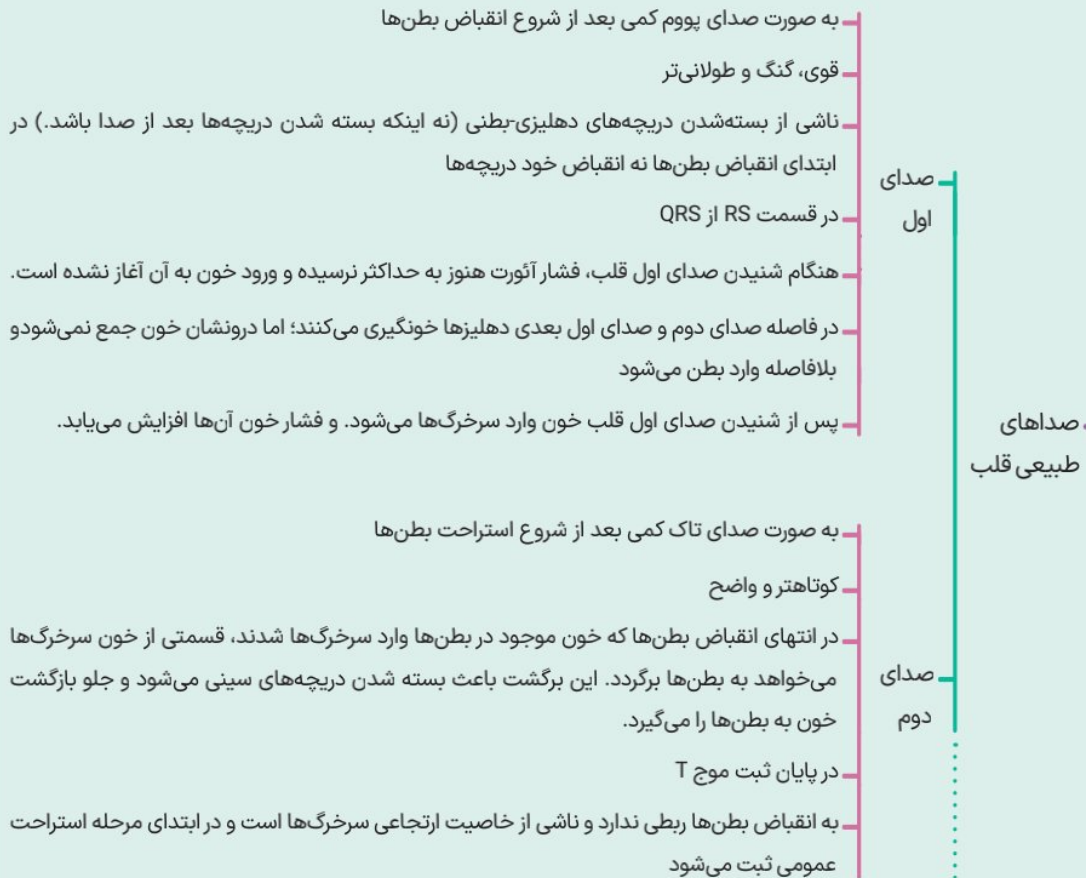 ، صداهای
طبیعی قلب
صدای
اول
به صورت صدای پووم کمی بعد از شروع انقباض بطن‌ها
قوی، گنگ و طولانی‌تر
ناشی از بسته‌شدن دریچه‌های دهلیزی-بطنی (نه اینکه بسته شدن دریچه‌ها بعد از صدا باشد.) در
ابتدای انقباض بطن‌ها نه انقباض خود دریچه‌ها
در قسمت RS از QRS
هنگام شنیدن صدای اول قلب، فشار آئورت هنوز به حداکثر نرسیده و ورود خون به آن آغاز نشده است.
در فاصله صدای دوم و صدای اول بعدی دهلیزها خونگیری می‌کنند؛ اما درونشان خون جمع نمی‌شودو
بلافاصله وارد بطن می‌شود
پس از شنیدن صدای اول قلب خون وارد سرخرگ‌ها می‌شود. و فشار خون آن‌ها افزایش می‌یابد.
صدای
دوم
به صورت صدای تاک کمی بعد از شروع استراحت بطن‌ها
کوتاهتر و واضح
در انتهای انقباض بطن‌ها که خون موجود در بطن‌ها وارد سرخرگ‌ها شدند، قسمتی از خون سرخرگ‌ها
می‌خواهد به بطن‌ها برگردد. این برگشت باعث بسته شدن دریچه‌های سینی می‌شود و جلو بازگشت
خون به بطن‌ها را می‌گیرد.
در پایان ثبت موج T
به انقباض بطن‌ها ربطی ندارد و ناشی از خاصیت ارتجاعی سرخرگ‌ها است و در ابتدای مرحله استراحت
عمومی ثبت می‌شود